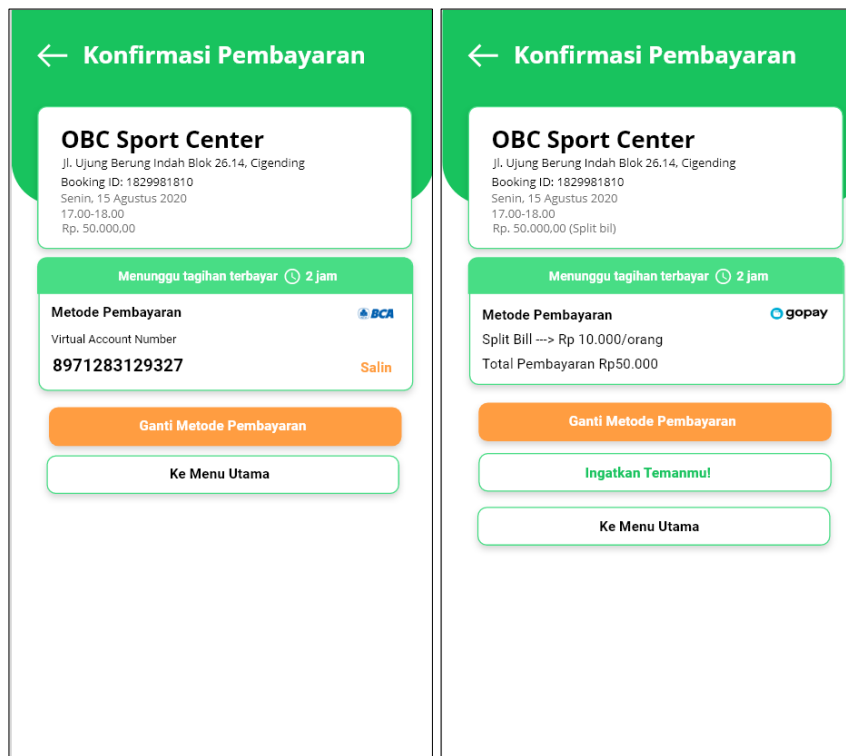 Konfirmasi Pembayaran
OBC Sport Center
Jl. Ujung Berung Indah Blok 26.14, Cigending
Booking ID: 1829981810
Senin, 15 Agustus 2020
17.00-18.00
Rp. 50.000,00
Menunggu tagihan terbayar 2 jam
Metode Pembayaran
BCA
Virtual Account Number
8971283129327
Salin
Ganti Metode Pembayaran
Ke Menu Utama
Konfirmasi Pembayaran
OBC Sport Center
Jl. Ujung Berung Indah Blok 26.14, Cigending
Booking ID: 1829981810
Senin, 15 Agustus 2020
17.00-18.00
Rp. 50.000,00 (Split bil)
Menunggu tagihan terbayar 2 jam
Metode Pembayaran
gopay
Split Bill ---> Rp 10.000/orang
Total Pembayaran Rp50.000
Ganti Metode Pembayaran
Ingatkan Temanmu!
Ke Menu Utama